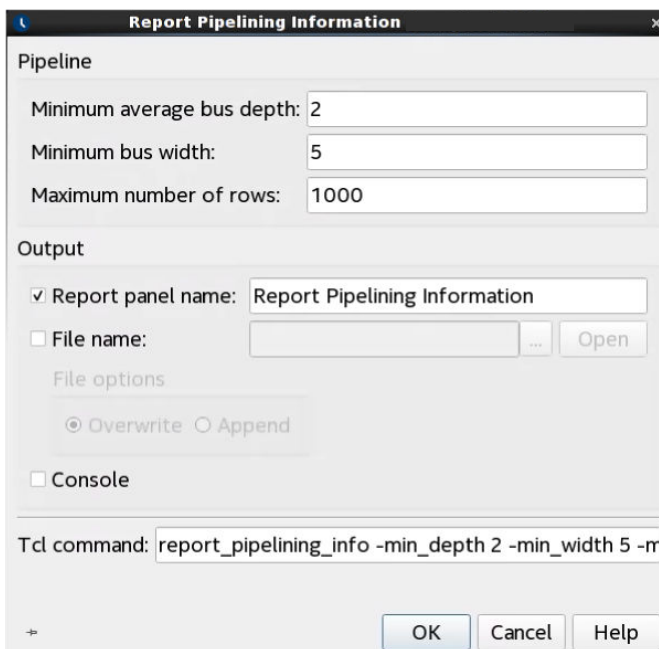 Report Pipelining Information
Pipeline
Minimum average bus depth: 2
Minimum bus width: 5
Maximum number of rows: 1000
Output
Report panel name: Report Pipelining Information
File name: ... Open
File options
Overwrite Append
Console
Tcl command: report_pipelining_info -min_depth 2 -min_width 5 -m
OK Cancel Help